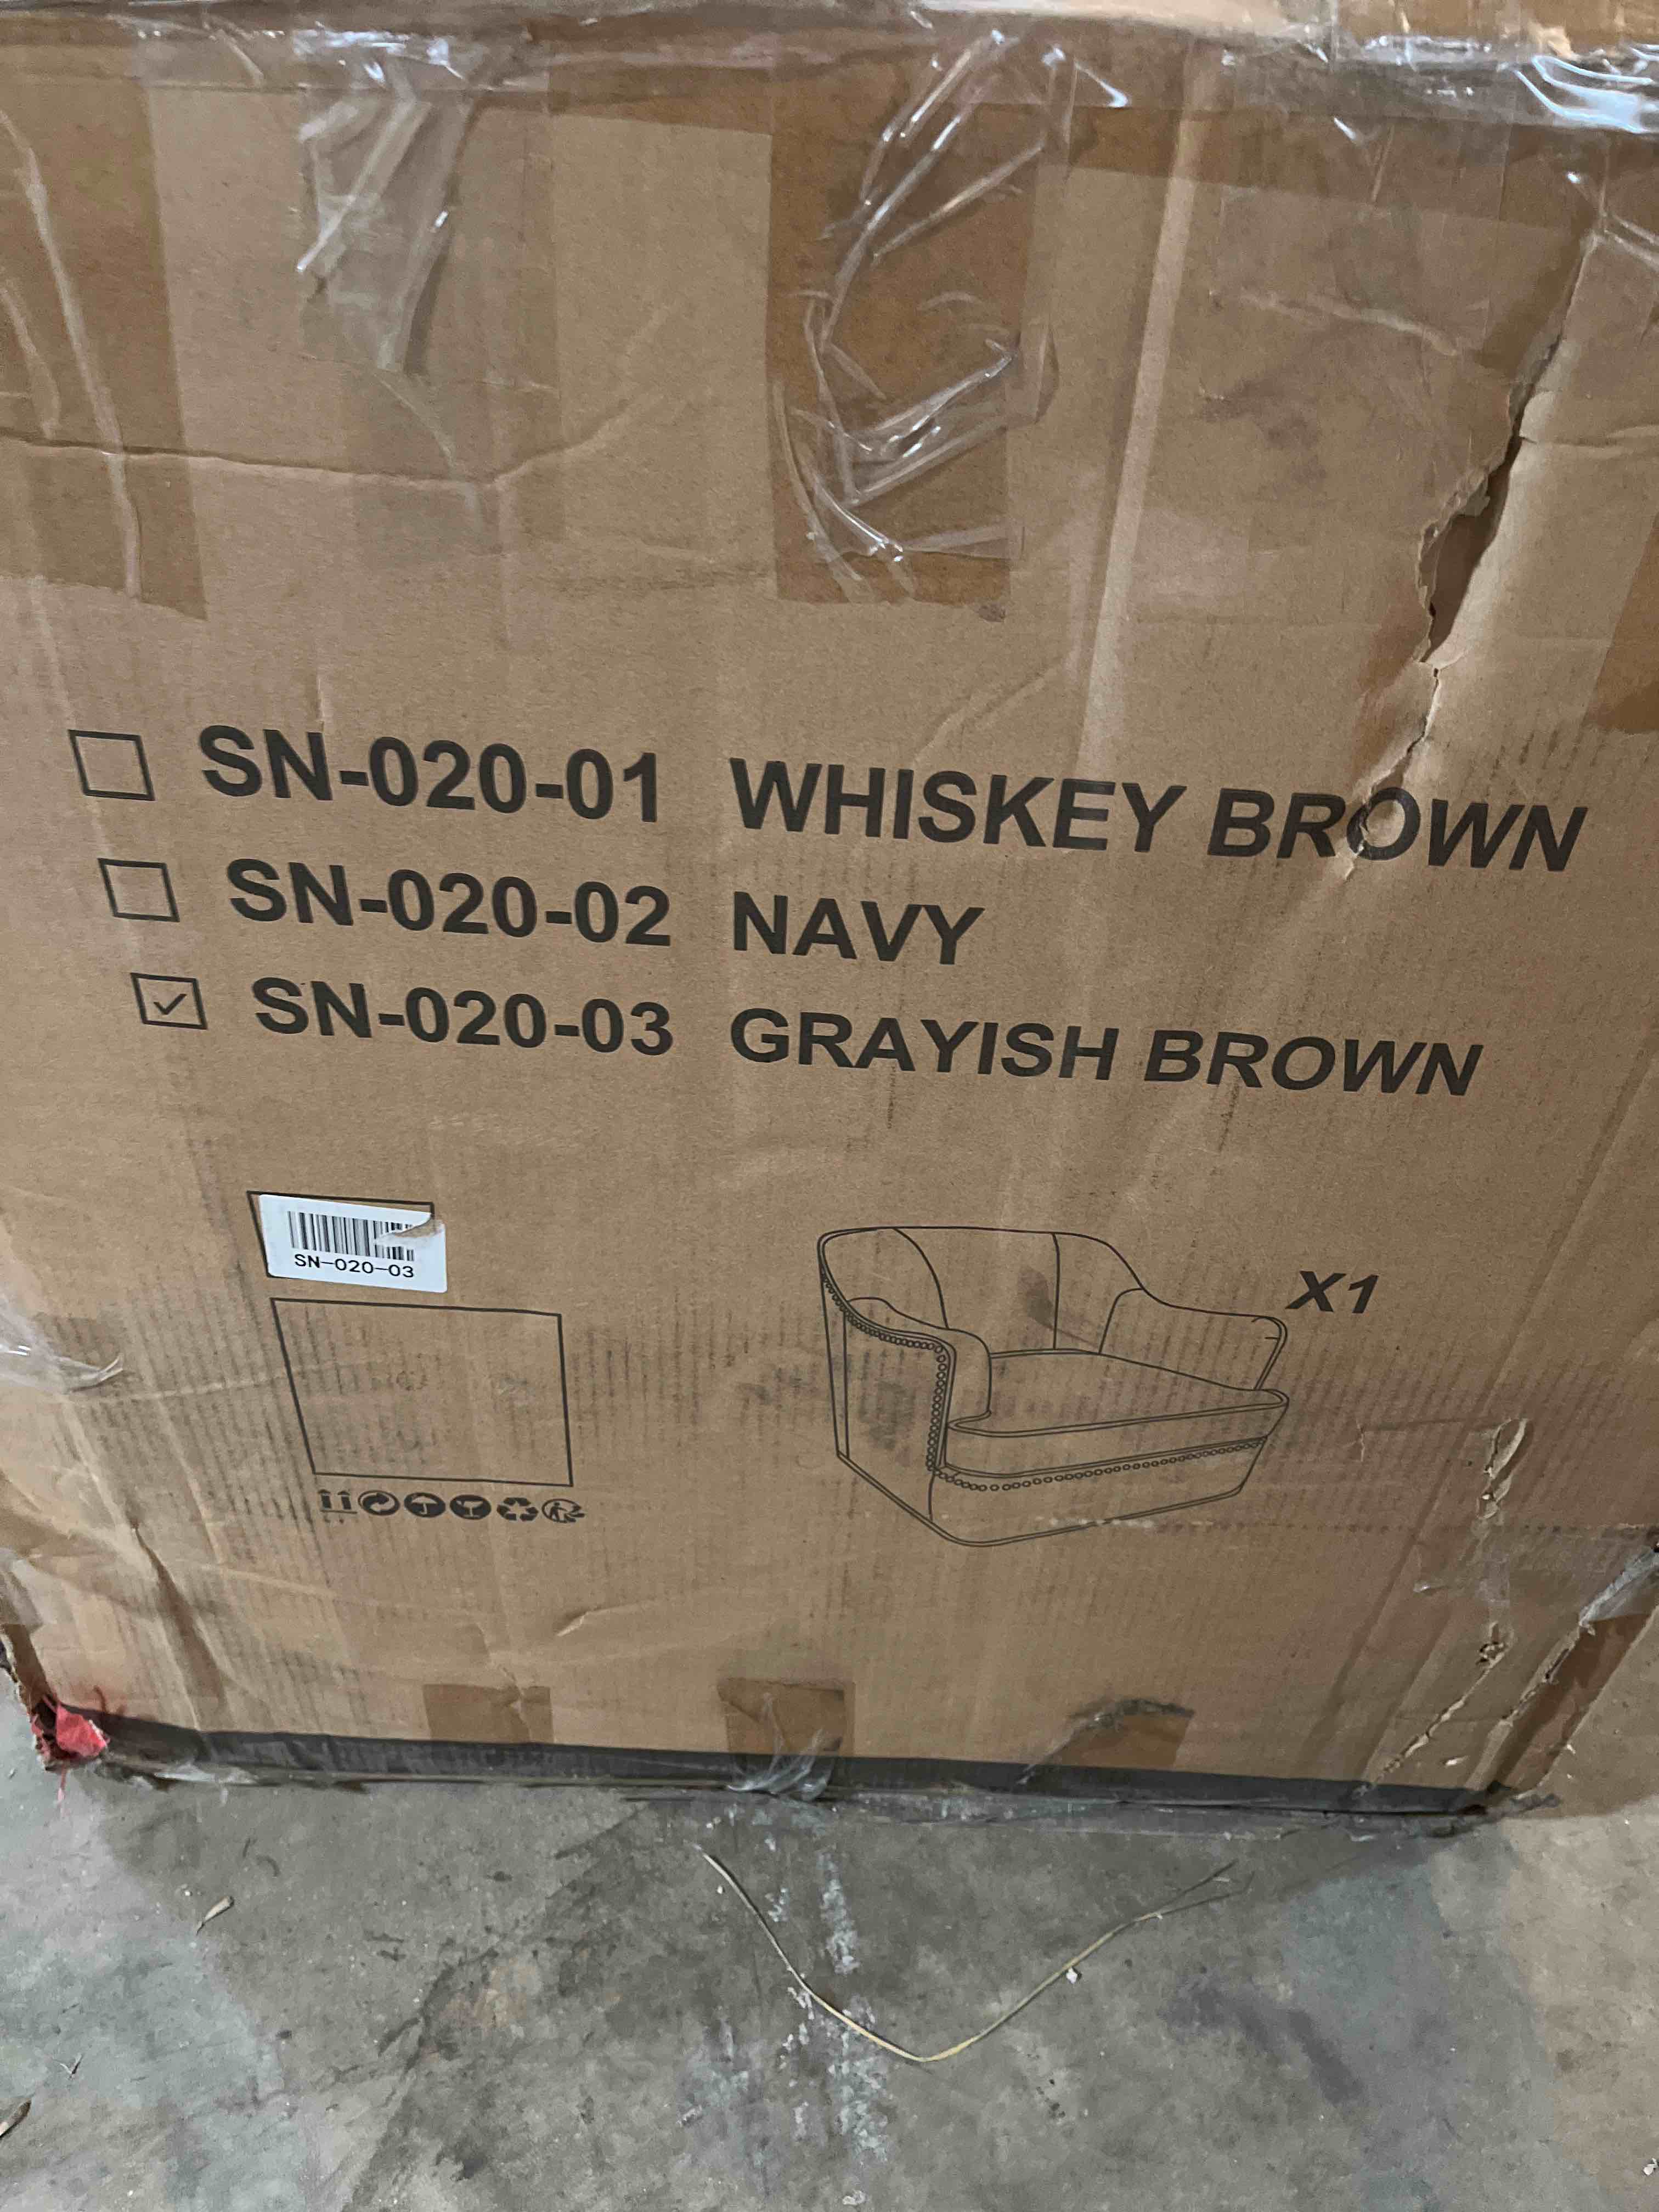 SN-020-01 WHISKEY BROWN
SN-020-02 NAVY
SN-020-03 GRAYISH BROWN
SN-020-03
X1